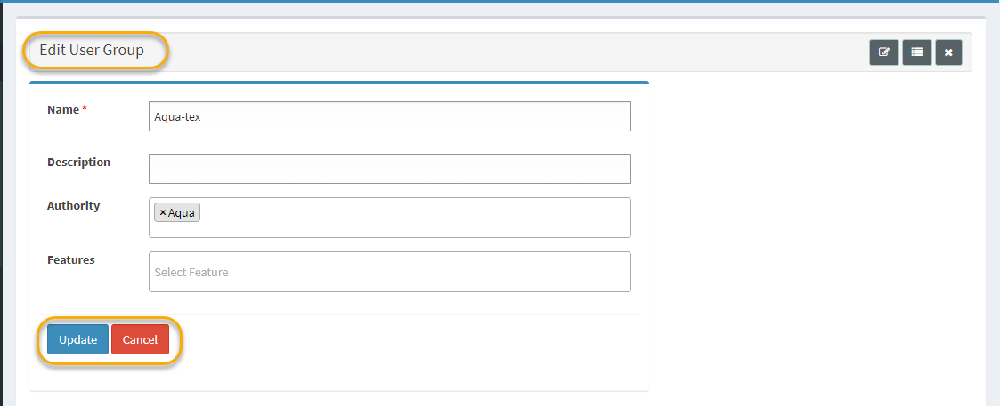 Edit User Group
Name *
Aqua-tex
Description
Authority
×Aqua
Features
Select Feature
Update Cancel